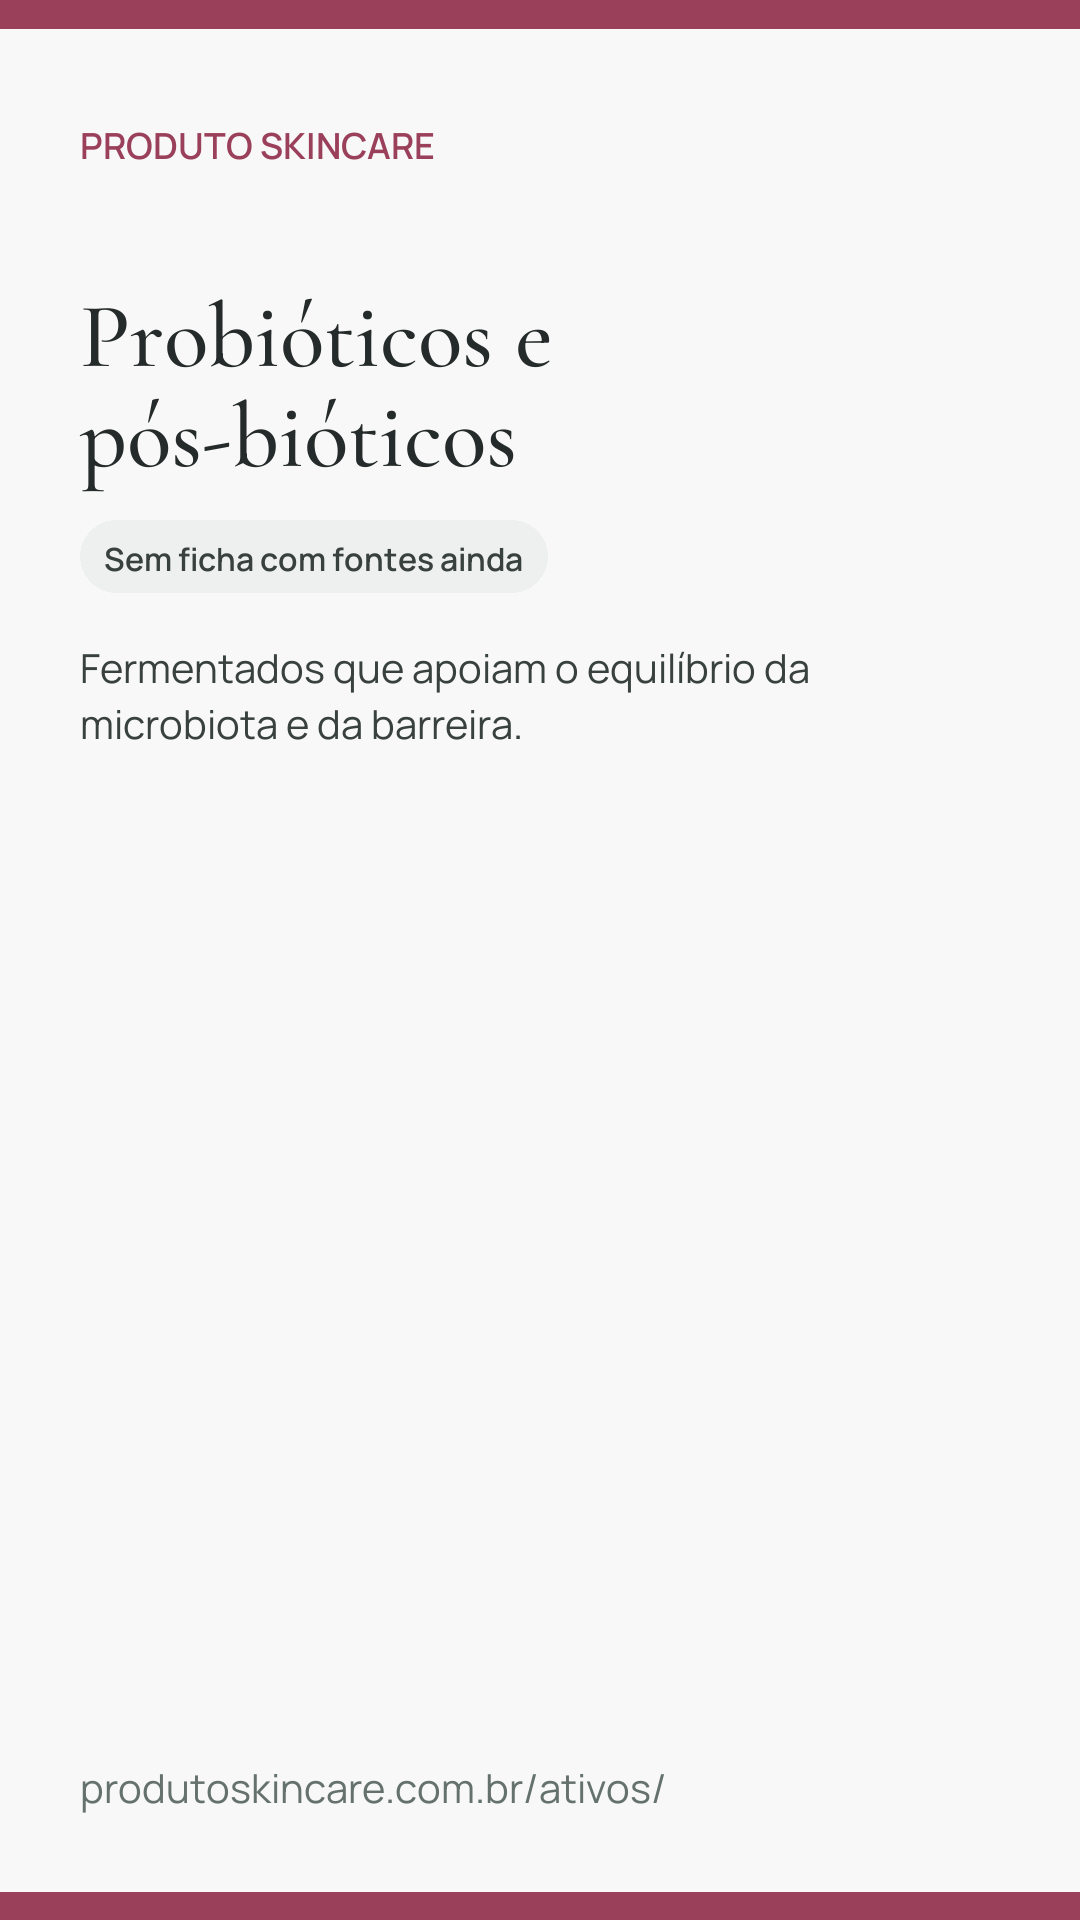 PRODUTO SKINCARE
Probióticos e
pós-bióticos
Sem ficha com fontes ainda
Fermentados que apoiam o equilíbrio da
microbiota e da barreira.
produtoskincare.com.br/ativos/